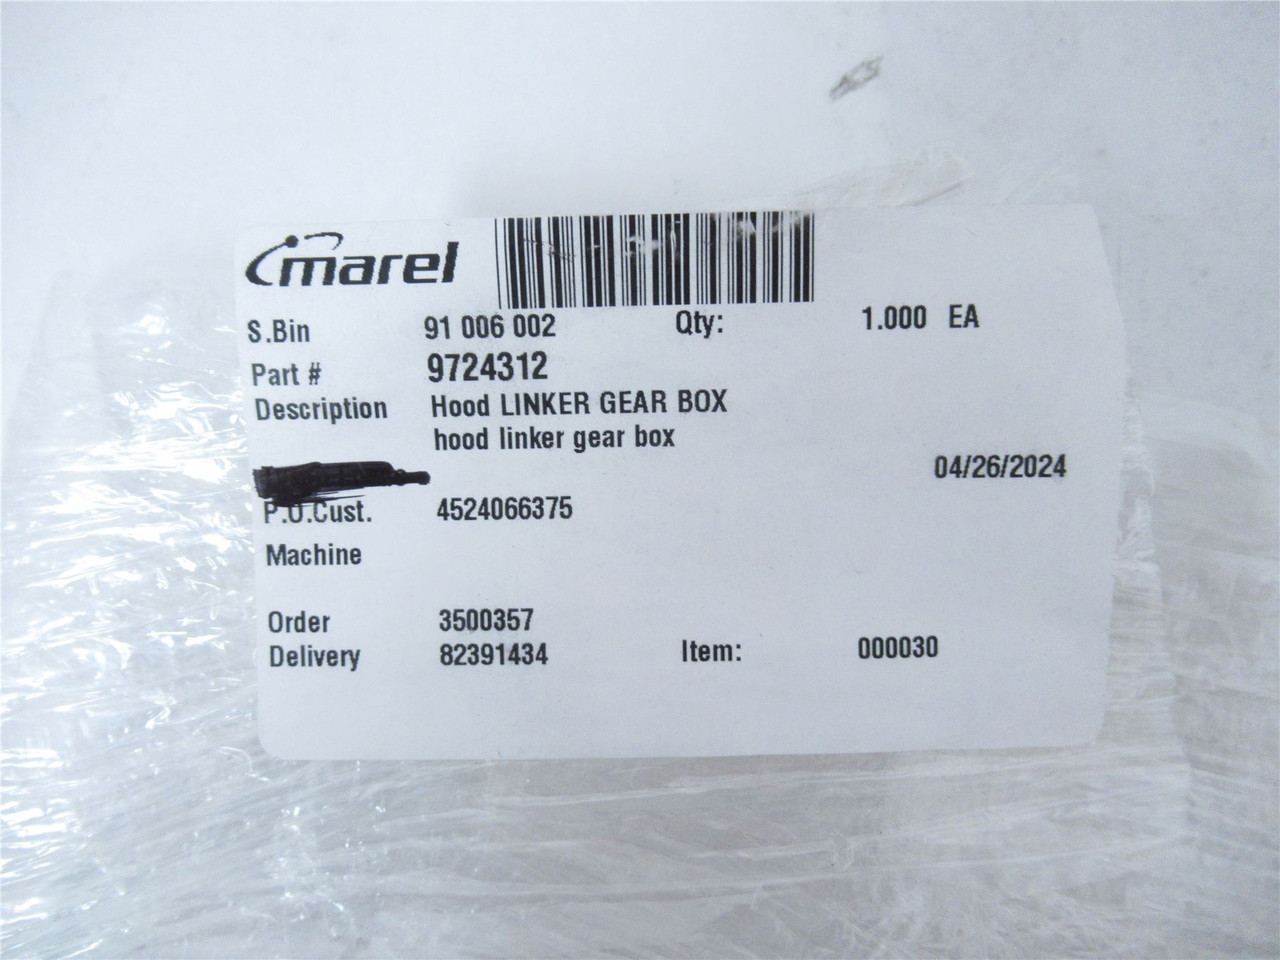 marel
S.Bin 91 006 002 Qty: 1.000 EA
Part # 9724312
Description Hood LINKER GEAR BOX
hood linker gear box
04/26/2024
P.O.Cust. 4524066375
Machine
Order 3500357
Delivery 82391434 Item: 000030